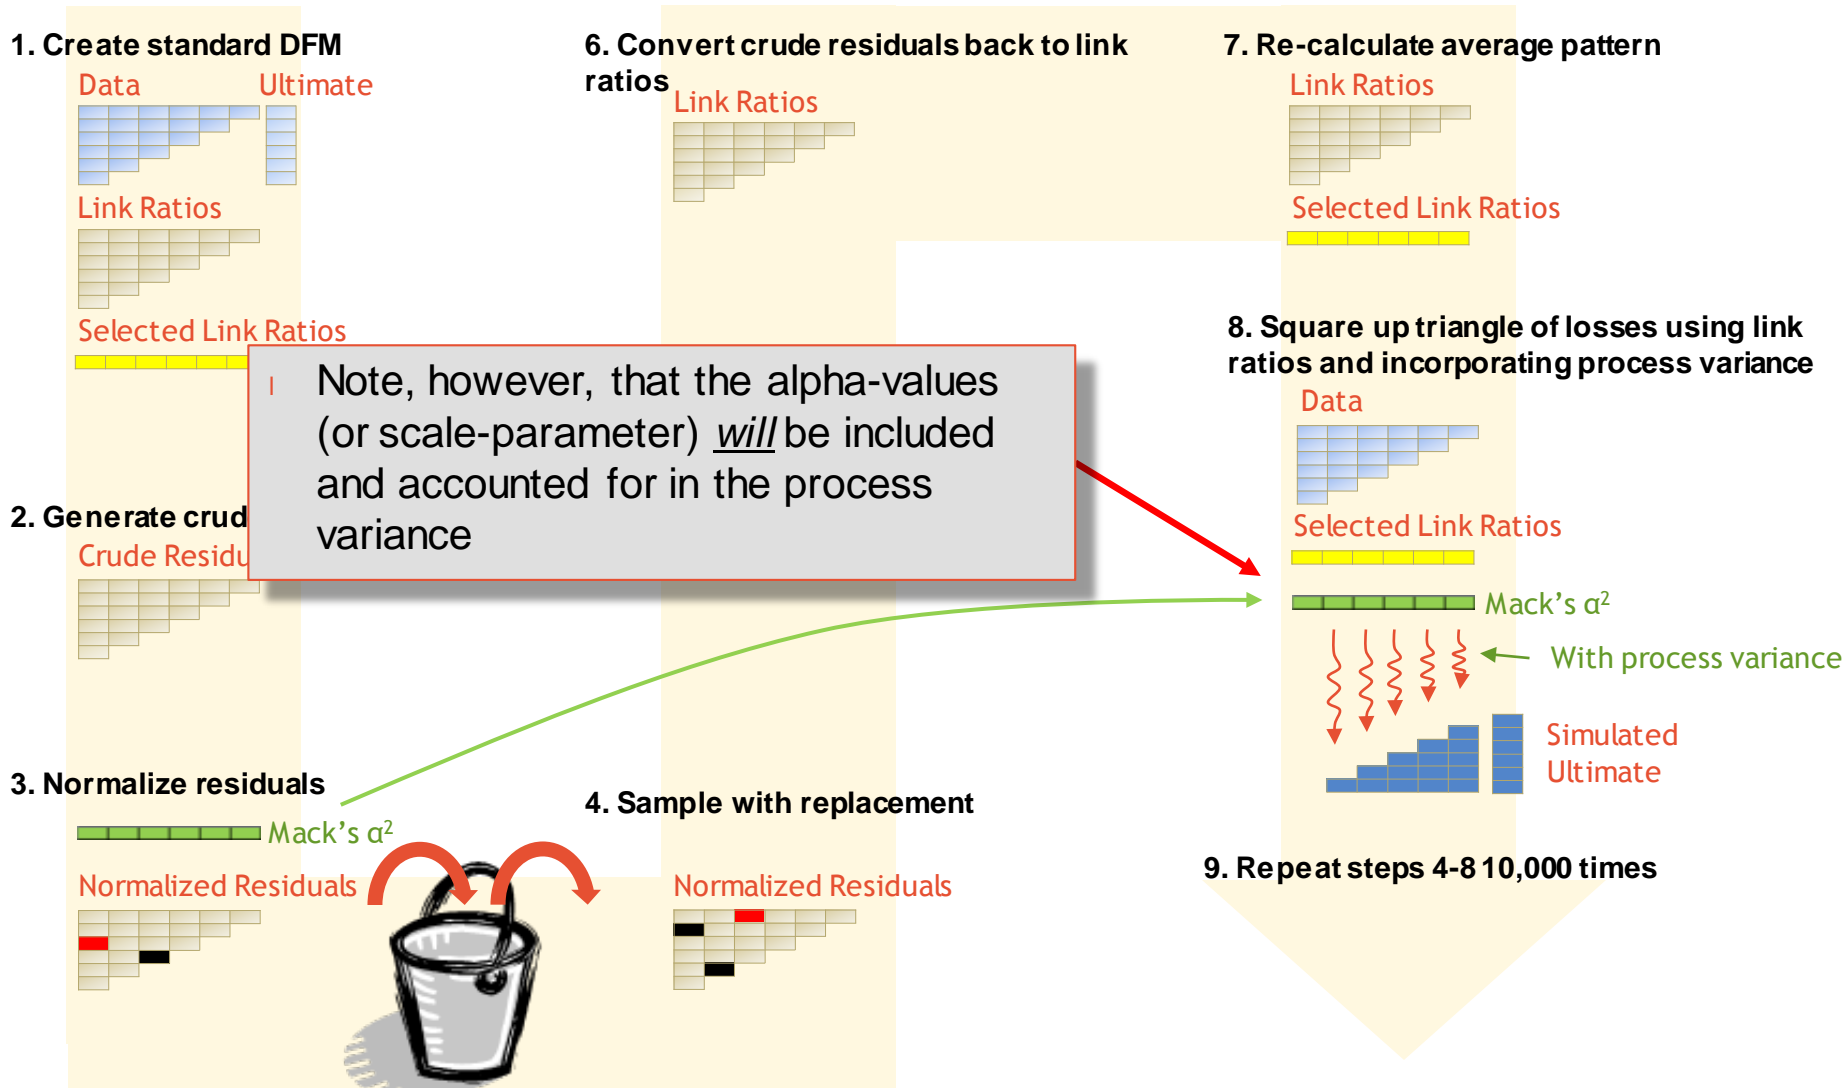 1. Create standard DFM
Data
Ultimate
Link Ratios
Selected Link Ratios
2. Generate crud
Crude Residu
3. Normalize residuals
Mack's α²
Normalized Residuals
6. Convert crude residuals back to link
ratios
Link Ratios
Note, however, that the alpha-values
(or scale-parameter) will be included
and accounted for in the process
variance
4. Sample with replacement
Normalized Residuals
7. Re-calculate average pattern
Link Ratios
Selected Link Ratios
8. Square up triangle of losses using link
ratios and incorporating process variance
Data
Selected Link Ratios
Mack's α²
With process variance
Simulated
Ultimate
9. Repeat steps 4-8 10,000 times